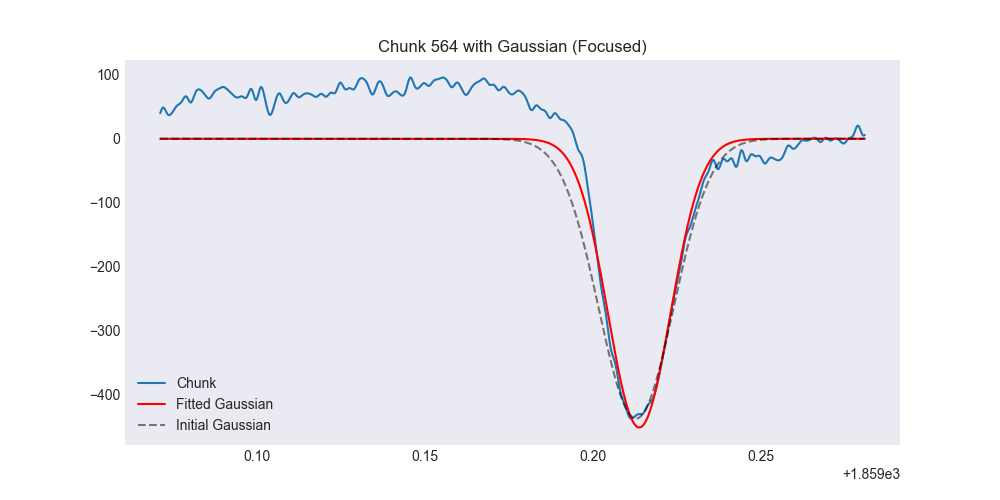 Chunk 564 with Gaussian (Focused)
100
0
−100
−200
−300
−400
Chunk
Fitted Gaussian
Initial Gaussian
0.10 0.15 0.20 0.25
+1.859e3